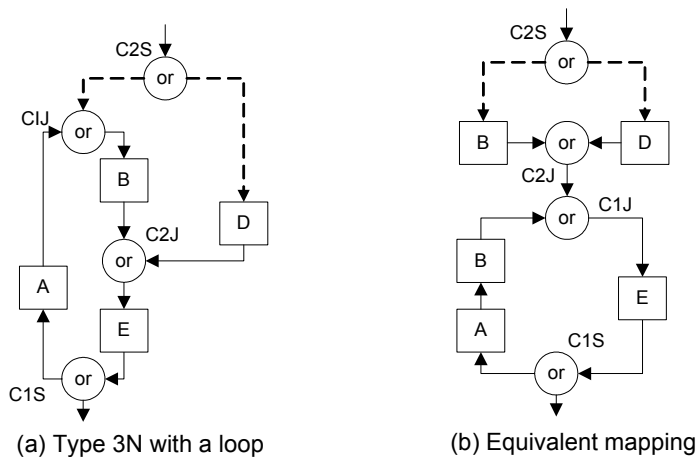 C2S
or
CIJ
or
B
C2J
D
or
A
E
C1S
or
(a) Type 3N with a loop
C2S
or
B
or
D
C2J
C1J
or
B
E
A
C1S
or
(b) Equivalent mapping